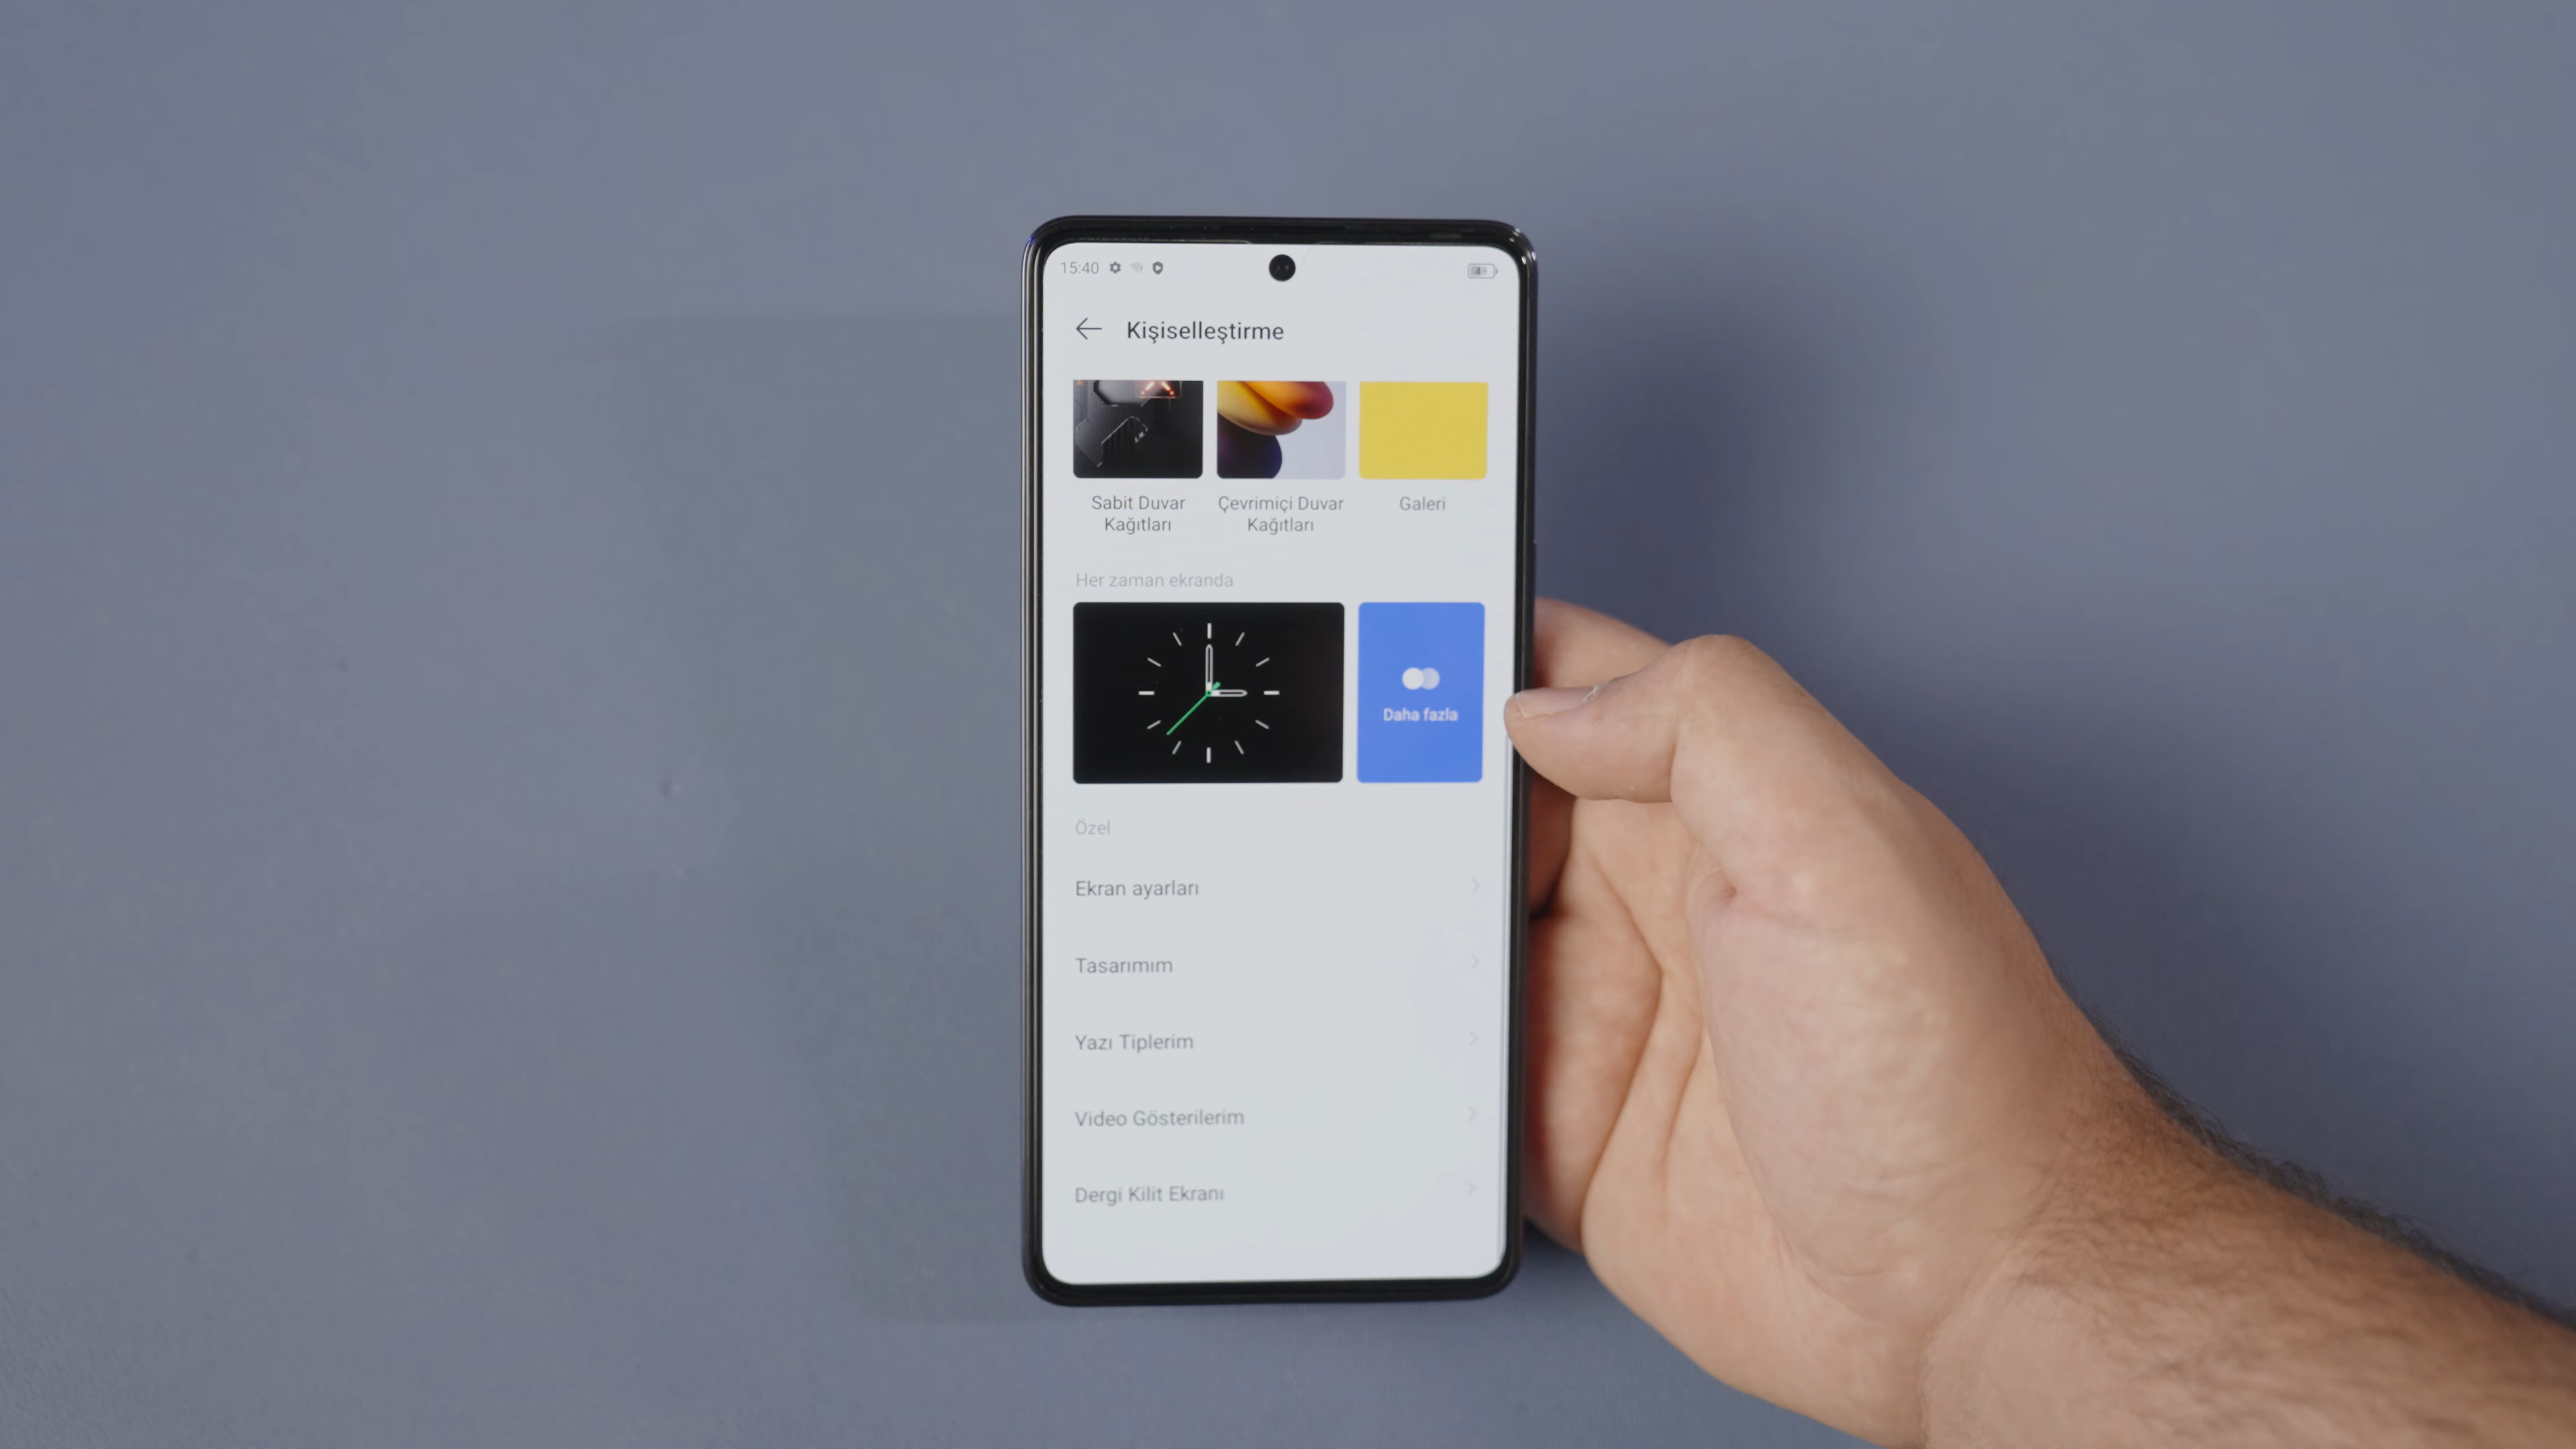 15:40
Kişiselleştirme
Sabit Duvar
Kağıtları
Çevrimiçi Duvar
Kağıtları
Galeri
Her zaman ekranda
Daha fazla
Özel
Ekran ayarları
Tasarımım
Yazı Tiplerim
Video Gösterilerim
Dergi Kilit Ekranı